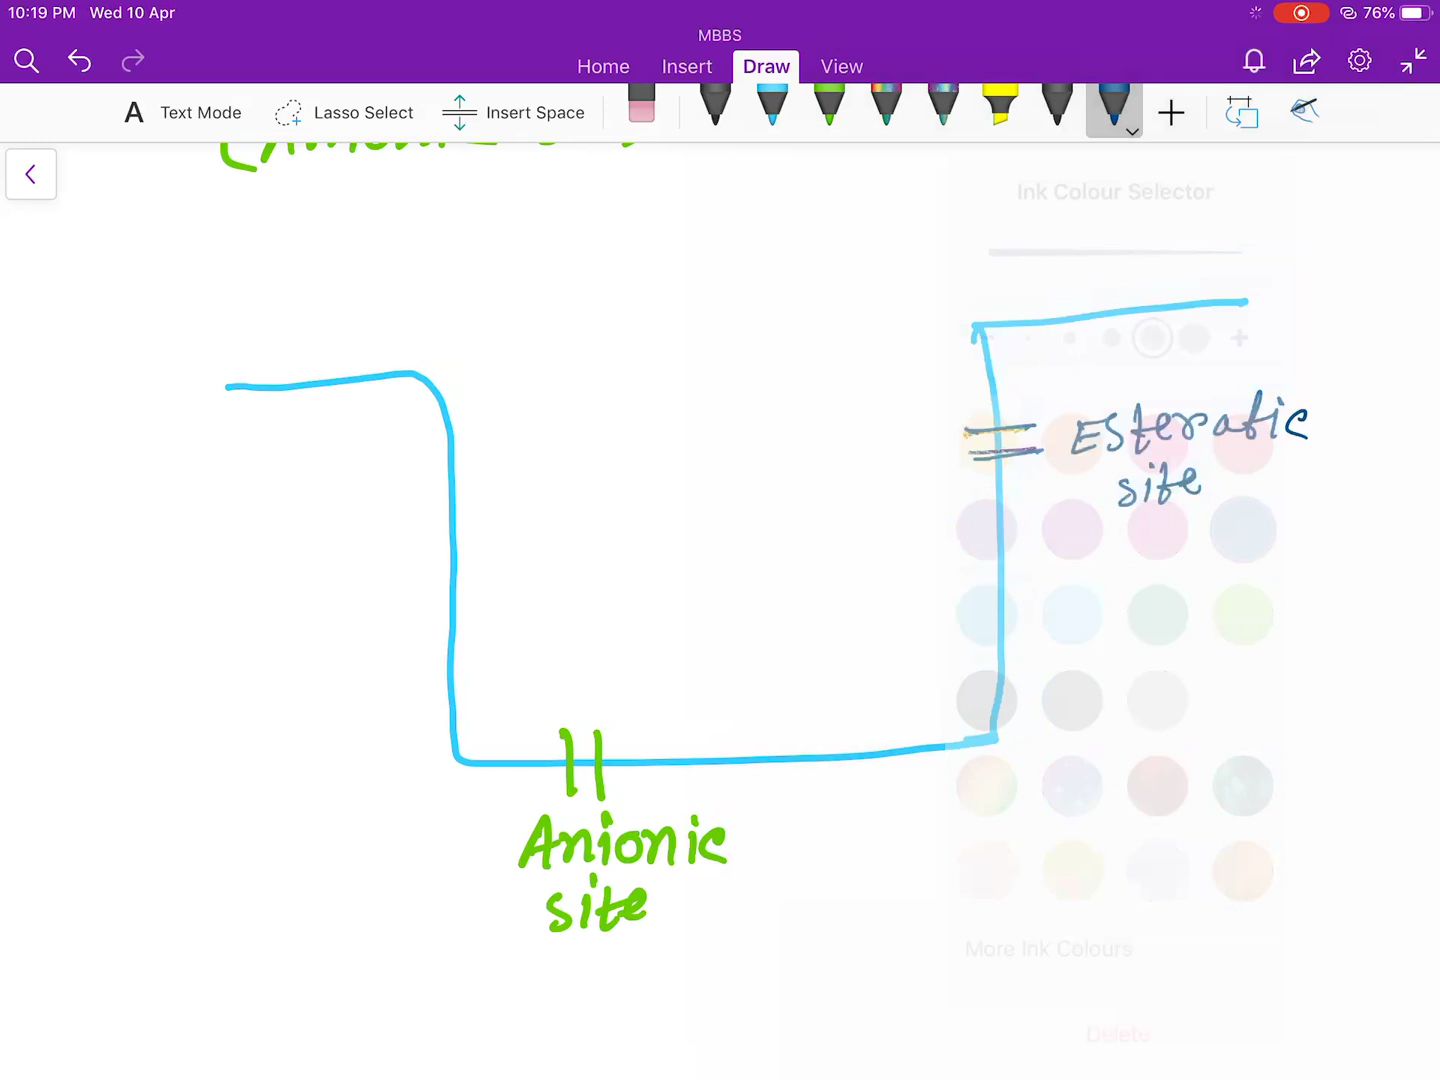 10:19 PM Wed 10 Apr 76%
MBBS
Home Insert Draw View
A Text Mode Lasso Select Insert Space
Ink Colour Selector
Esteratic
site
Anionic
site
More Ink Colours
Delete